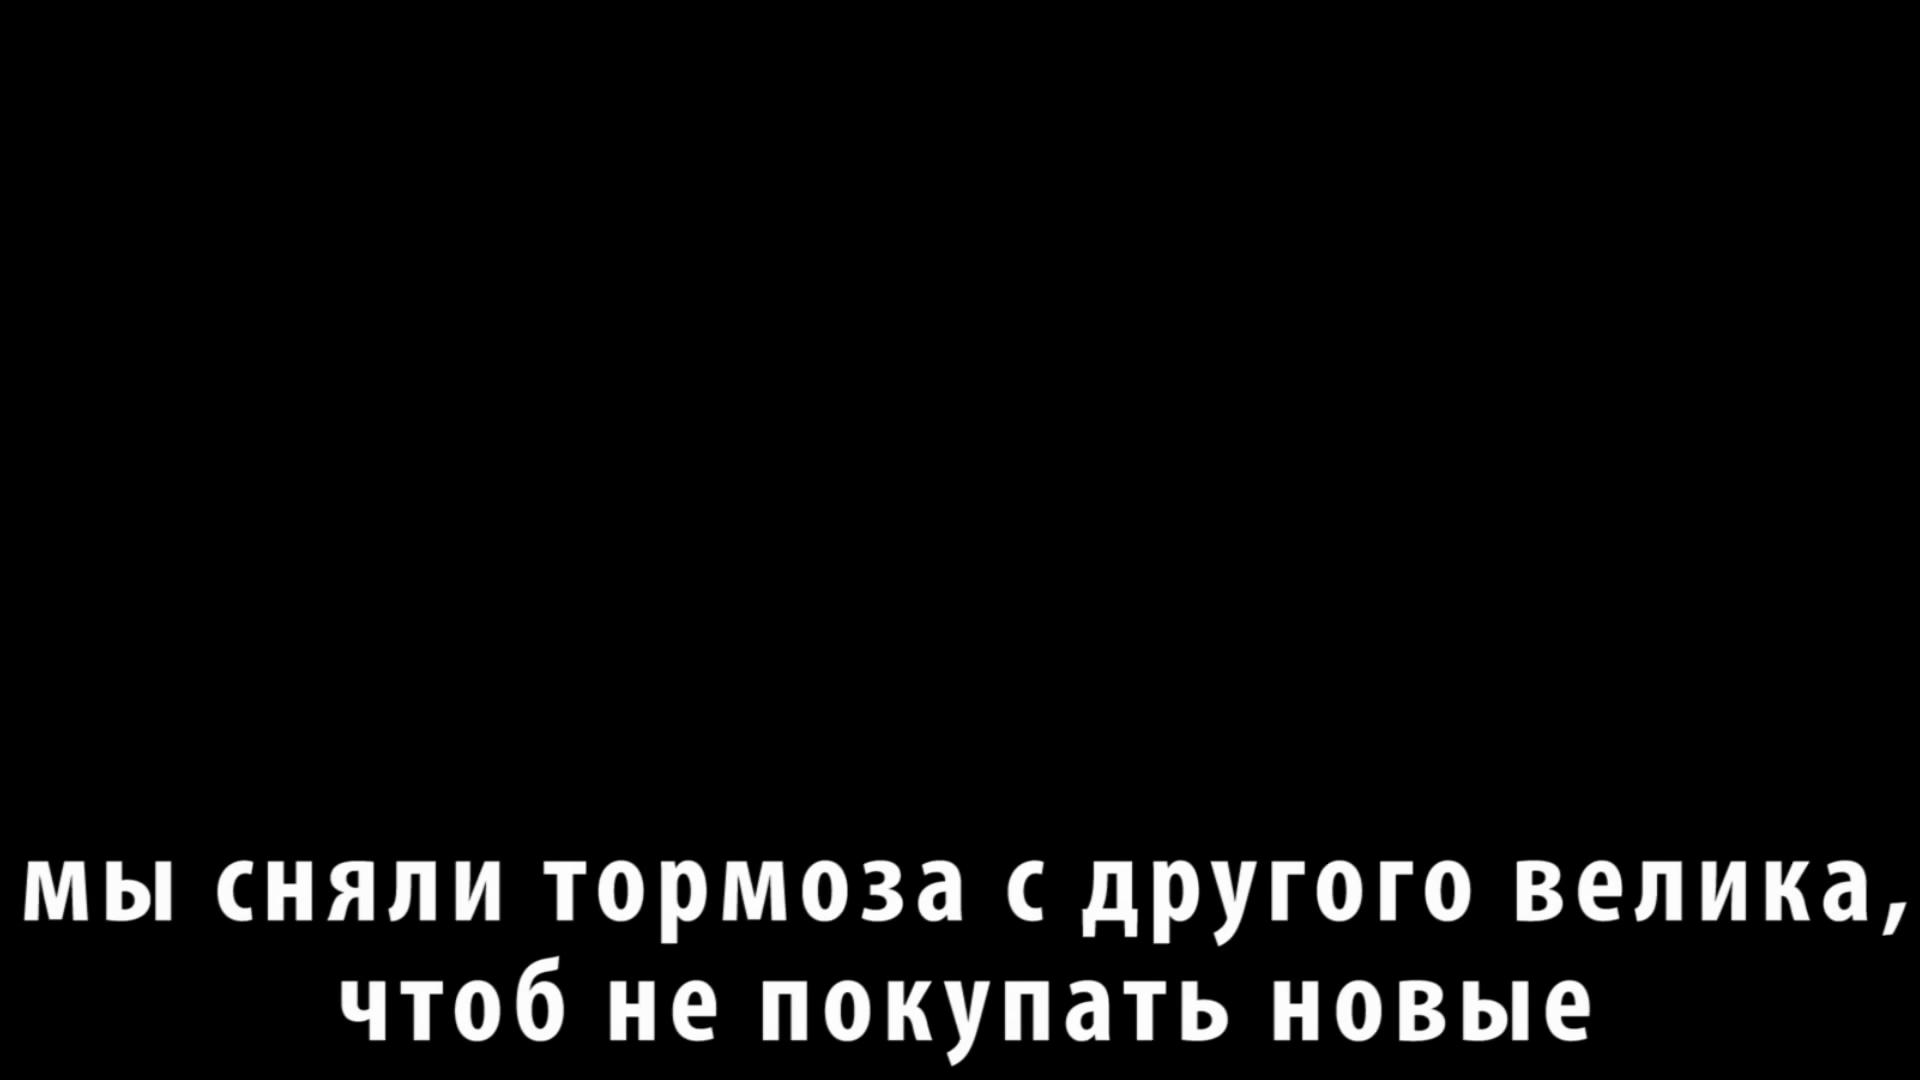 мы сняли тормоза с другого велика,
чтоб не покупать новые